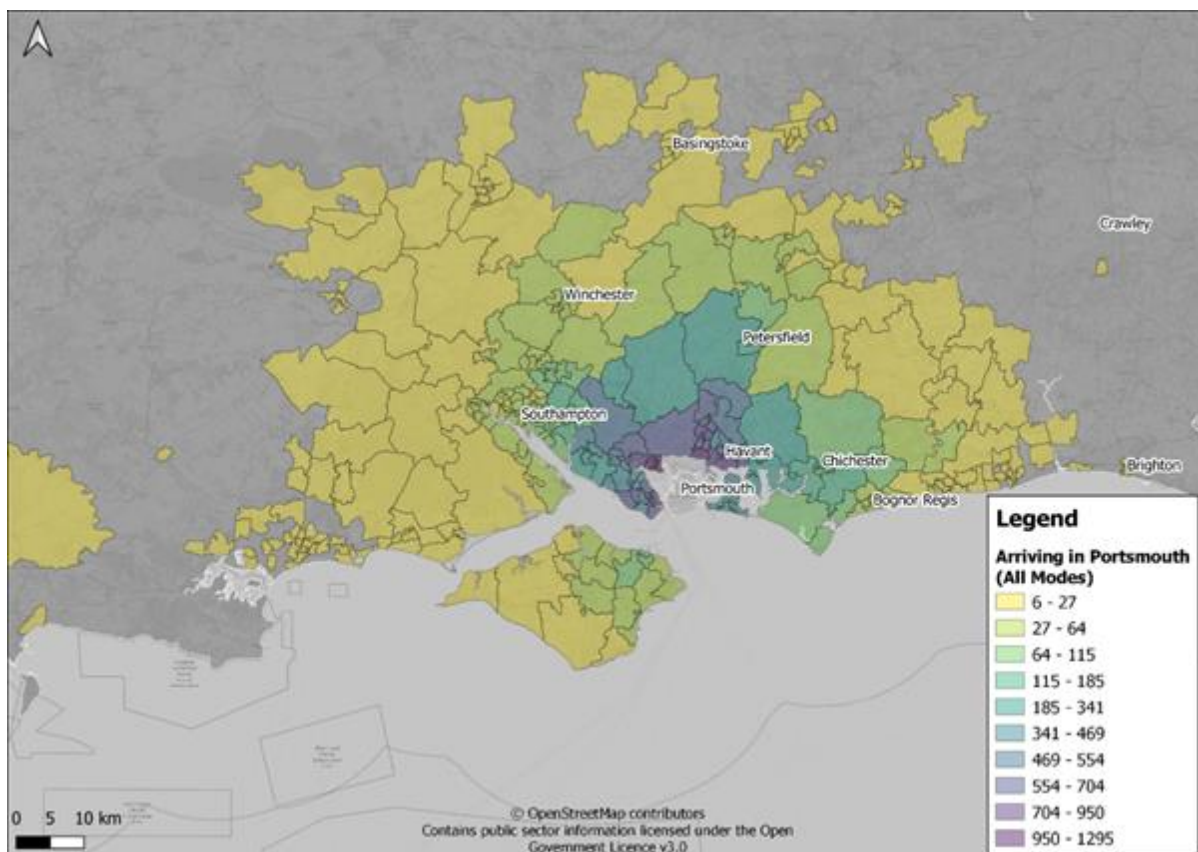 Basingstoke
Crawley
Winchester
Petersfield
Southampton
Havant
Chichester
Brighton
Portsmouth
Bognor Regis
Legend
Arriving in Portsmouth
(All Modes)
6 - 27
27 - 64
64 - 115
115 - 185
185 - 341
341 - 469
469 - 554
554 - 704
704 - 950
950 - 1295
0 5 10 km
© OpenStreetMap contributors
Contains public sector information licensed under the Open
Government Licence v3.0